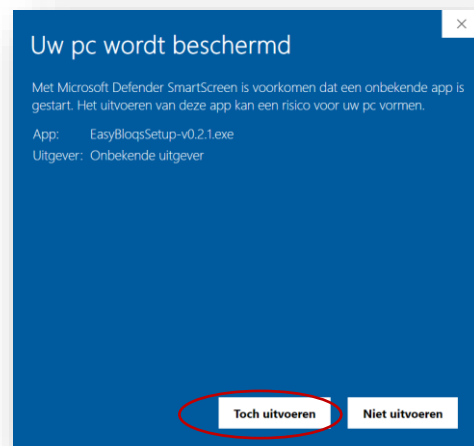 Uw pc wordt beschermd
Met Microsoft Defender SmartScreen is voorkomen dat een onbekende app is
gestart. Het uitvoeren van deze app kan een risico voor uw pc vormen.
App: EasyBloqsSetup-v0.2.1.exe
Uitgever: Onbekende uitgever
Toch uitvoeren Niet uitvoeren